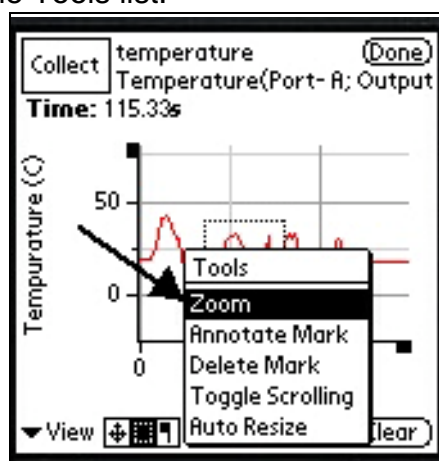 e Tools list.
Collect
temperature
Done
Temperature(Port-A; Output
Time: 115.33s
Tempurature (C)
50
0
0
Tools
Zoom
Annotate Mark
Delete Mark
Toggle Scrolling
Auto Resize
View
lear